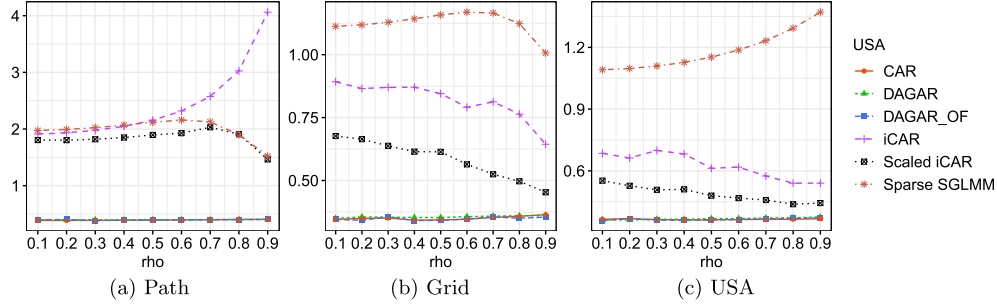 4
3
2
1
0.1 0.2 0.3 0.4 0.5 0.6 0.7 0.8 0.9
rho
(a) Path
1.00
0.75
0.50
0.1 0.2 0.3 0.4 0.5 0.6 0.7 0.8 0.9
rho
(b) Grid
1.2
0.9
0.6
0.1 0.2 0.3 0.4 0.5 0.6 0.7 0.8 0.9
rho
(c) USA
USA
CAR
DAGAR
DAGAR_OF
iCAR
Scaled iCAR
Sparse SGLMM